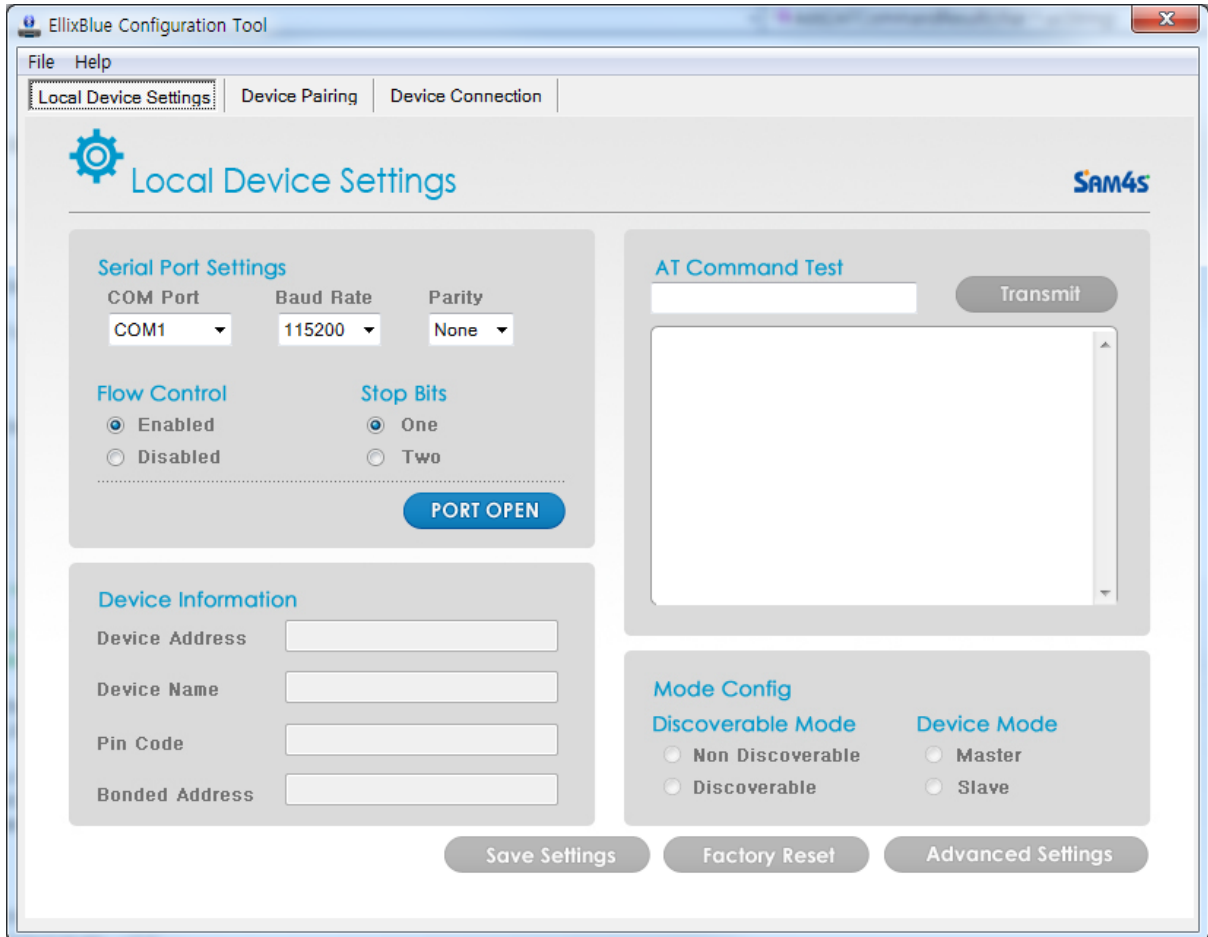 EllixBlue Configuration Tool
File Help
Local Device Settings Device Pairing Device Connection
Local Device Settings
Sam4s
Serial Port Settings
COM Port Baud Rate Parity
COM1 115200 None
Flow Control Stop Bits
Enabled One
Disabled Two
PORT OPEN
AT Command Test
Transmit
Device Information
Device Address
Device Name
Pin Code
Bonded Address
Mode Config
Discoverable Mode Device Mode
Non Discoverable Master
Discoverable Slave
Save Settings Factory Reset Advanced Settings